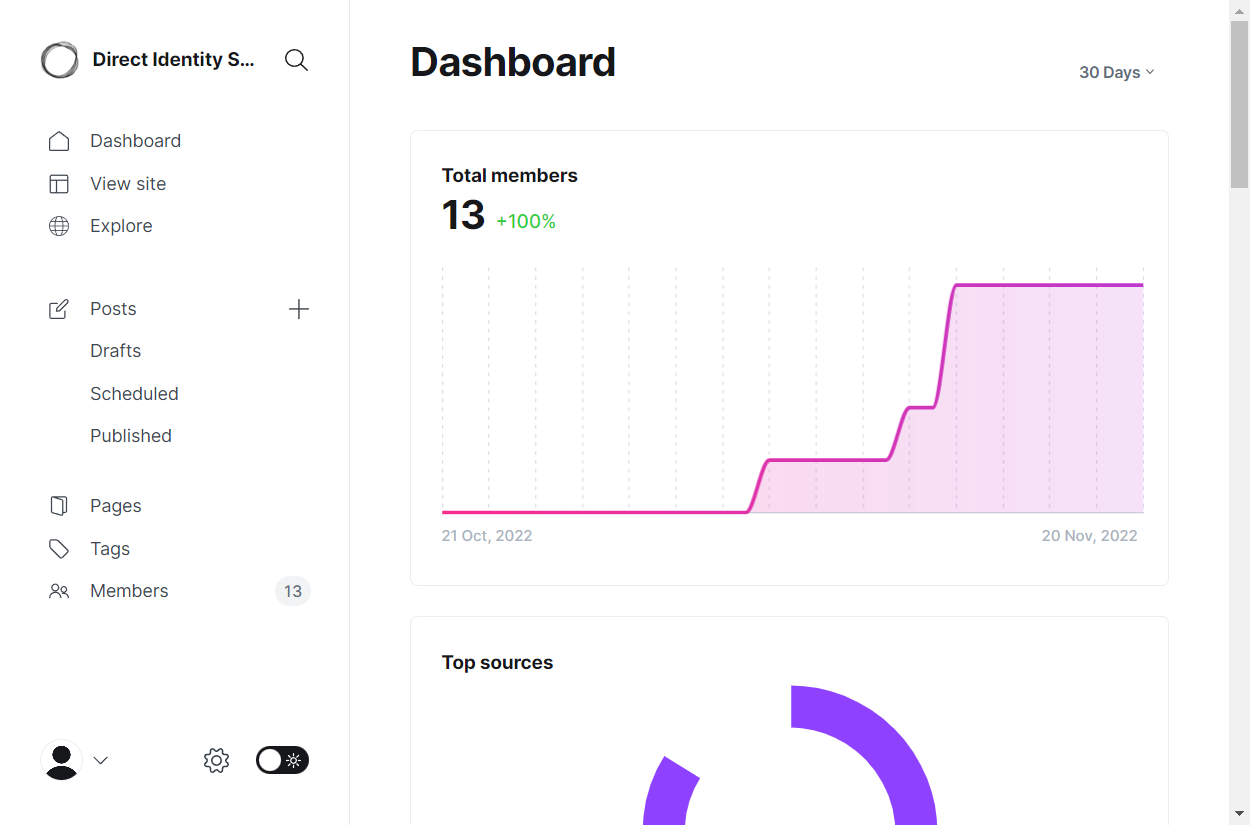 Direct Identity S...
Dashboard
View site
Explore
Posts
Drafts
Scheduled
Published
Pages
Tags
Members 13
Dashboard
30 Days
Total members
13 +100%
21 Oct, 2022 20 Nov, 2022
Top sources